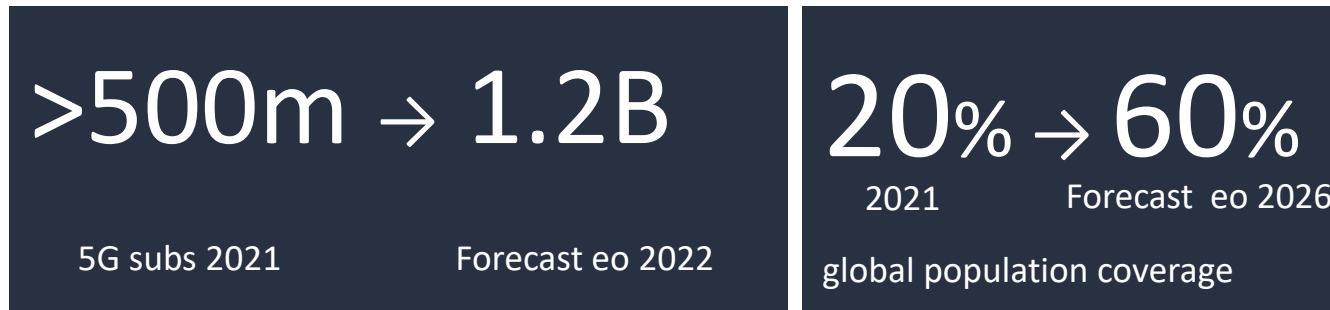 >500m → 1.2B
5G subs 2021 Forecast eo 2022
20% → 60%
2021 Forecast eo 2026
global population coverage